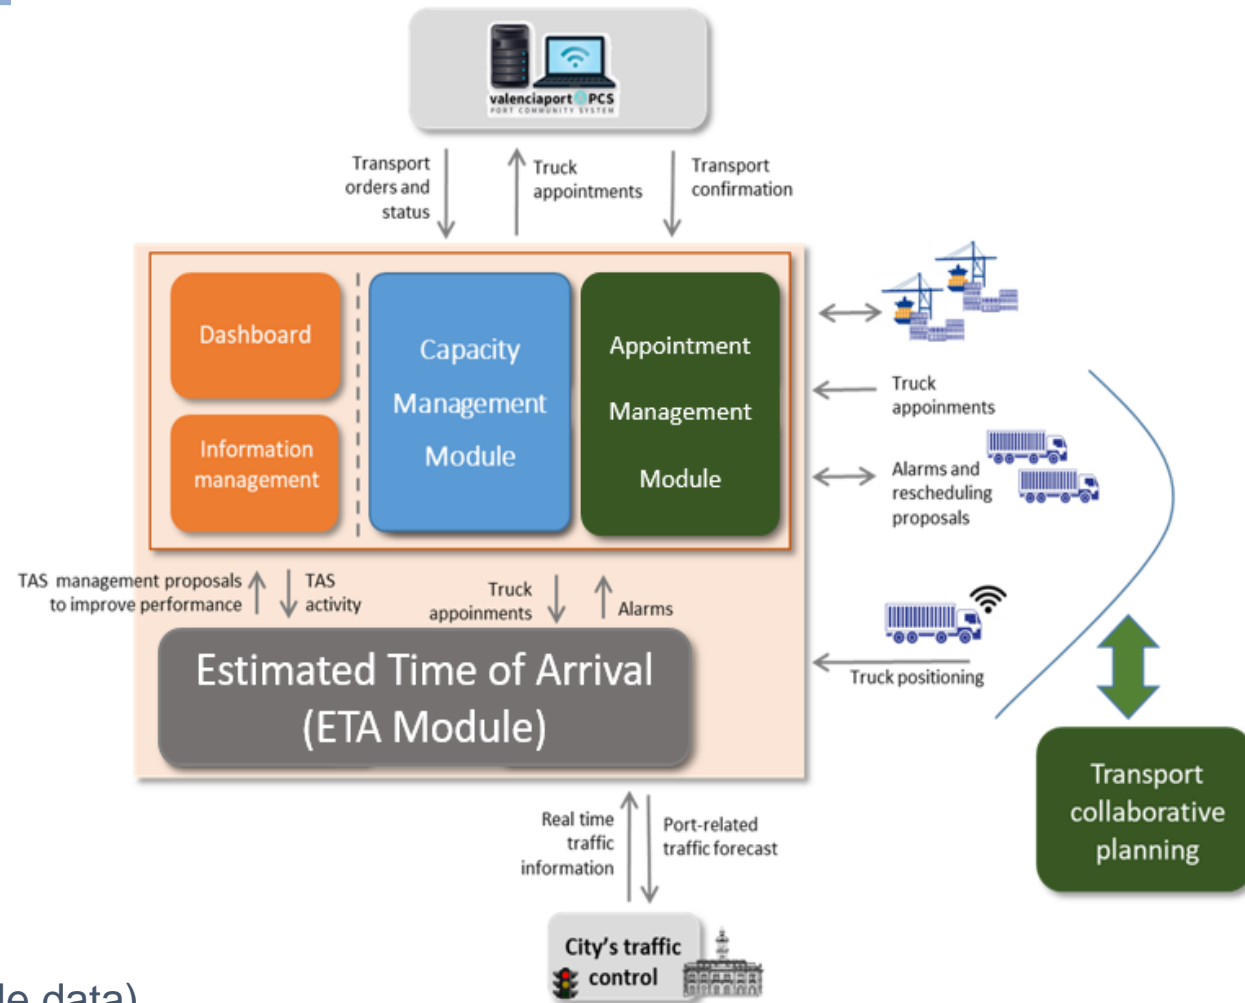 valenciaport PCS
PORT COMMUNITY SYSTEM
Transport
orders and
status
Truck
appointments
Transport
confirmation
Dashboard
Information
management
Capacity
Management
Module
Appointment
Management
Module
Truck
appoinments
Alarms and
rescheduling
proposals
TAS management proposals
to improve performance
TAS
activity
Truck
appoinments
Alarms
Truck positioning
Estimated Time of Arrival
(ETA Module)
Transport
collaborative
planning
Real time
traffic
information
Port-related
traffic forecast
City's traffic
control
data)